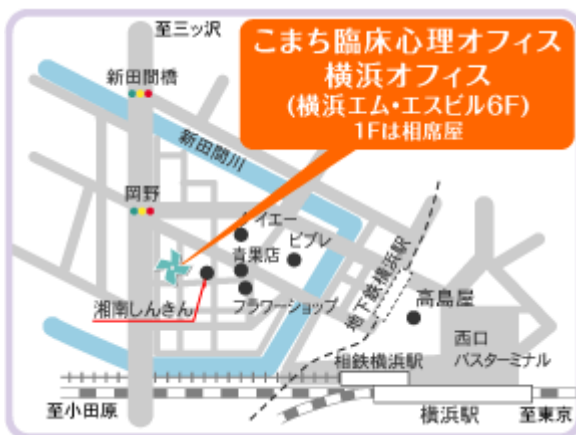 至三ッ沢
こまち臨床心理オフィス
横浜オフィス
(横浜エム・エスビル6F)
1Fは相席屋
新田間橋
新田間川
岡野
ビブレ
青果店
フラワーショップ
湘南しんきん
地下鉄横浜駅
高島屋
西口
バスターミナル
相鉄横浜駅
至小田原
横浜駅
至東京